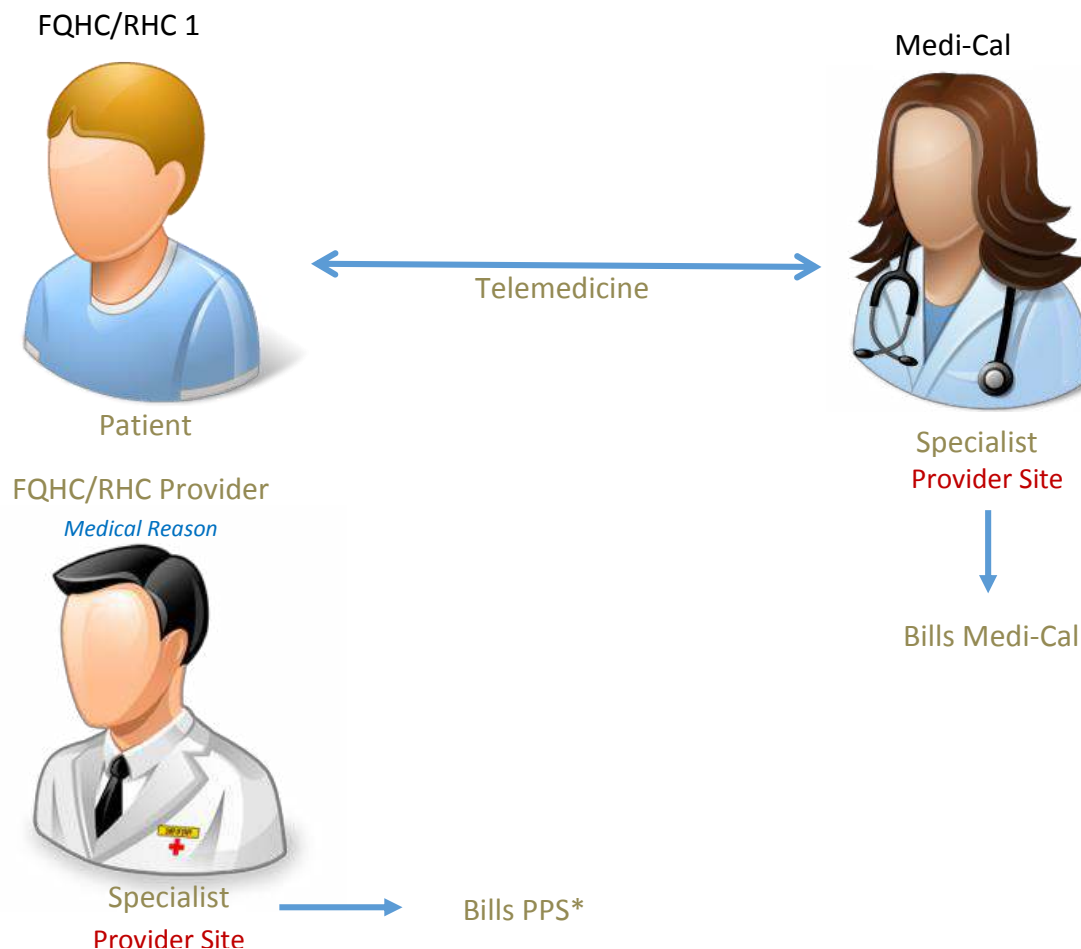 FQHC/RHC 1
Medi-Cal
Telemedicine
Patient
Specialist
Provider Site
FQHC/RHC Provider
Medical Reason
Bills Medi-Cal
Specialist
Bills PPS*
Provider Site